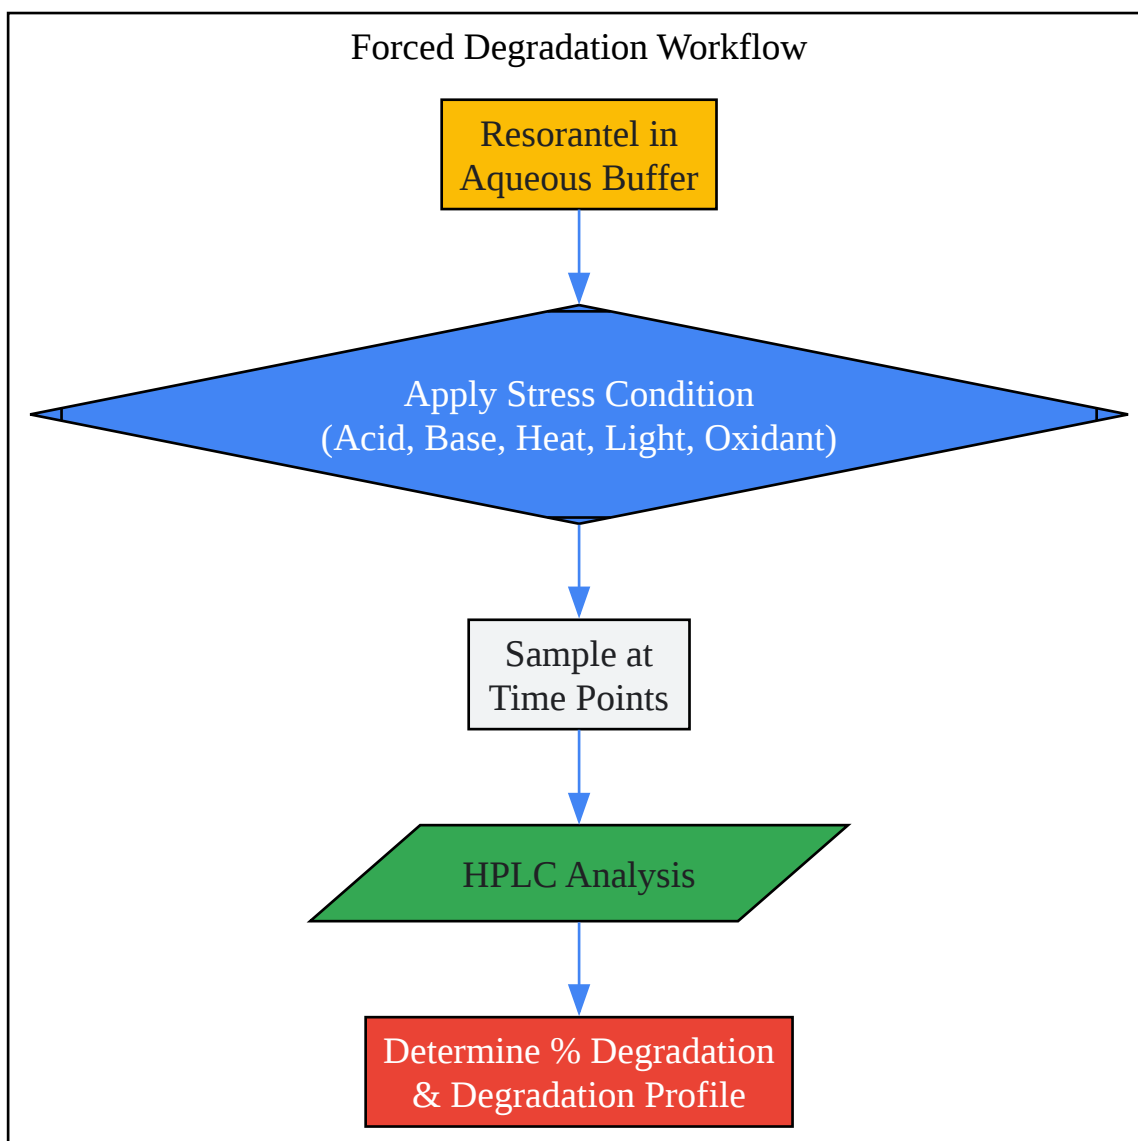 Forced Degradation Workflow
Resorantel in
Aqueous Buffer
Apply Stress Condition
(Acid, Base, Heat, Light, Oxidant)
Sample at
Time Points
HPLC Analysis
Determine % Degradation
& Degradation Profile